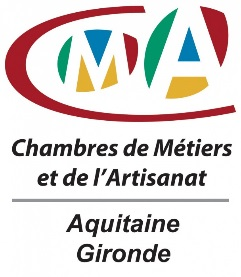 CMA
Chambres de Métiers
et de l'Artisanat
Aquitaine
Gironde